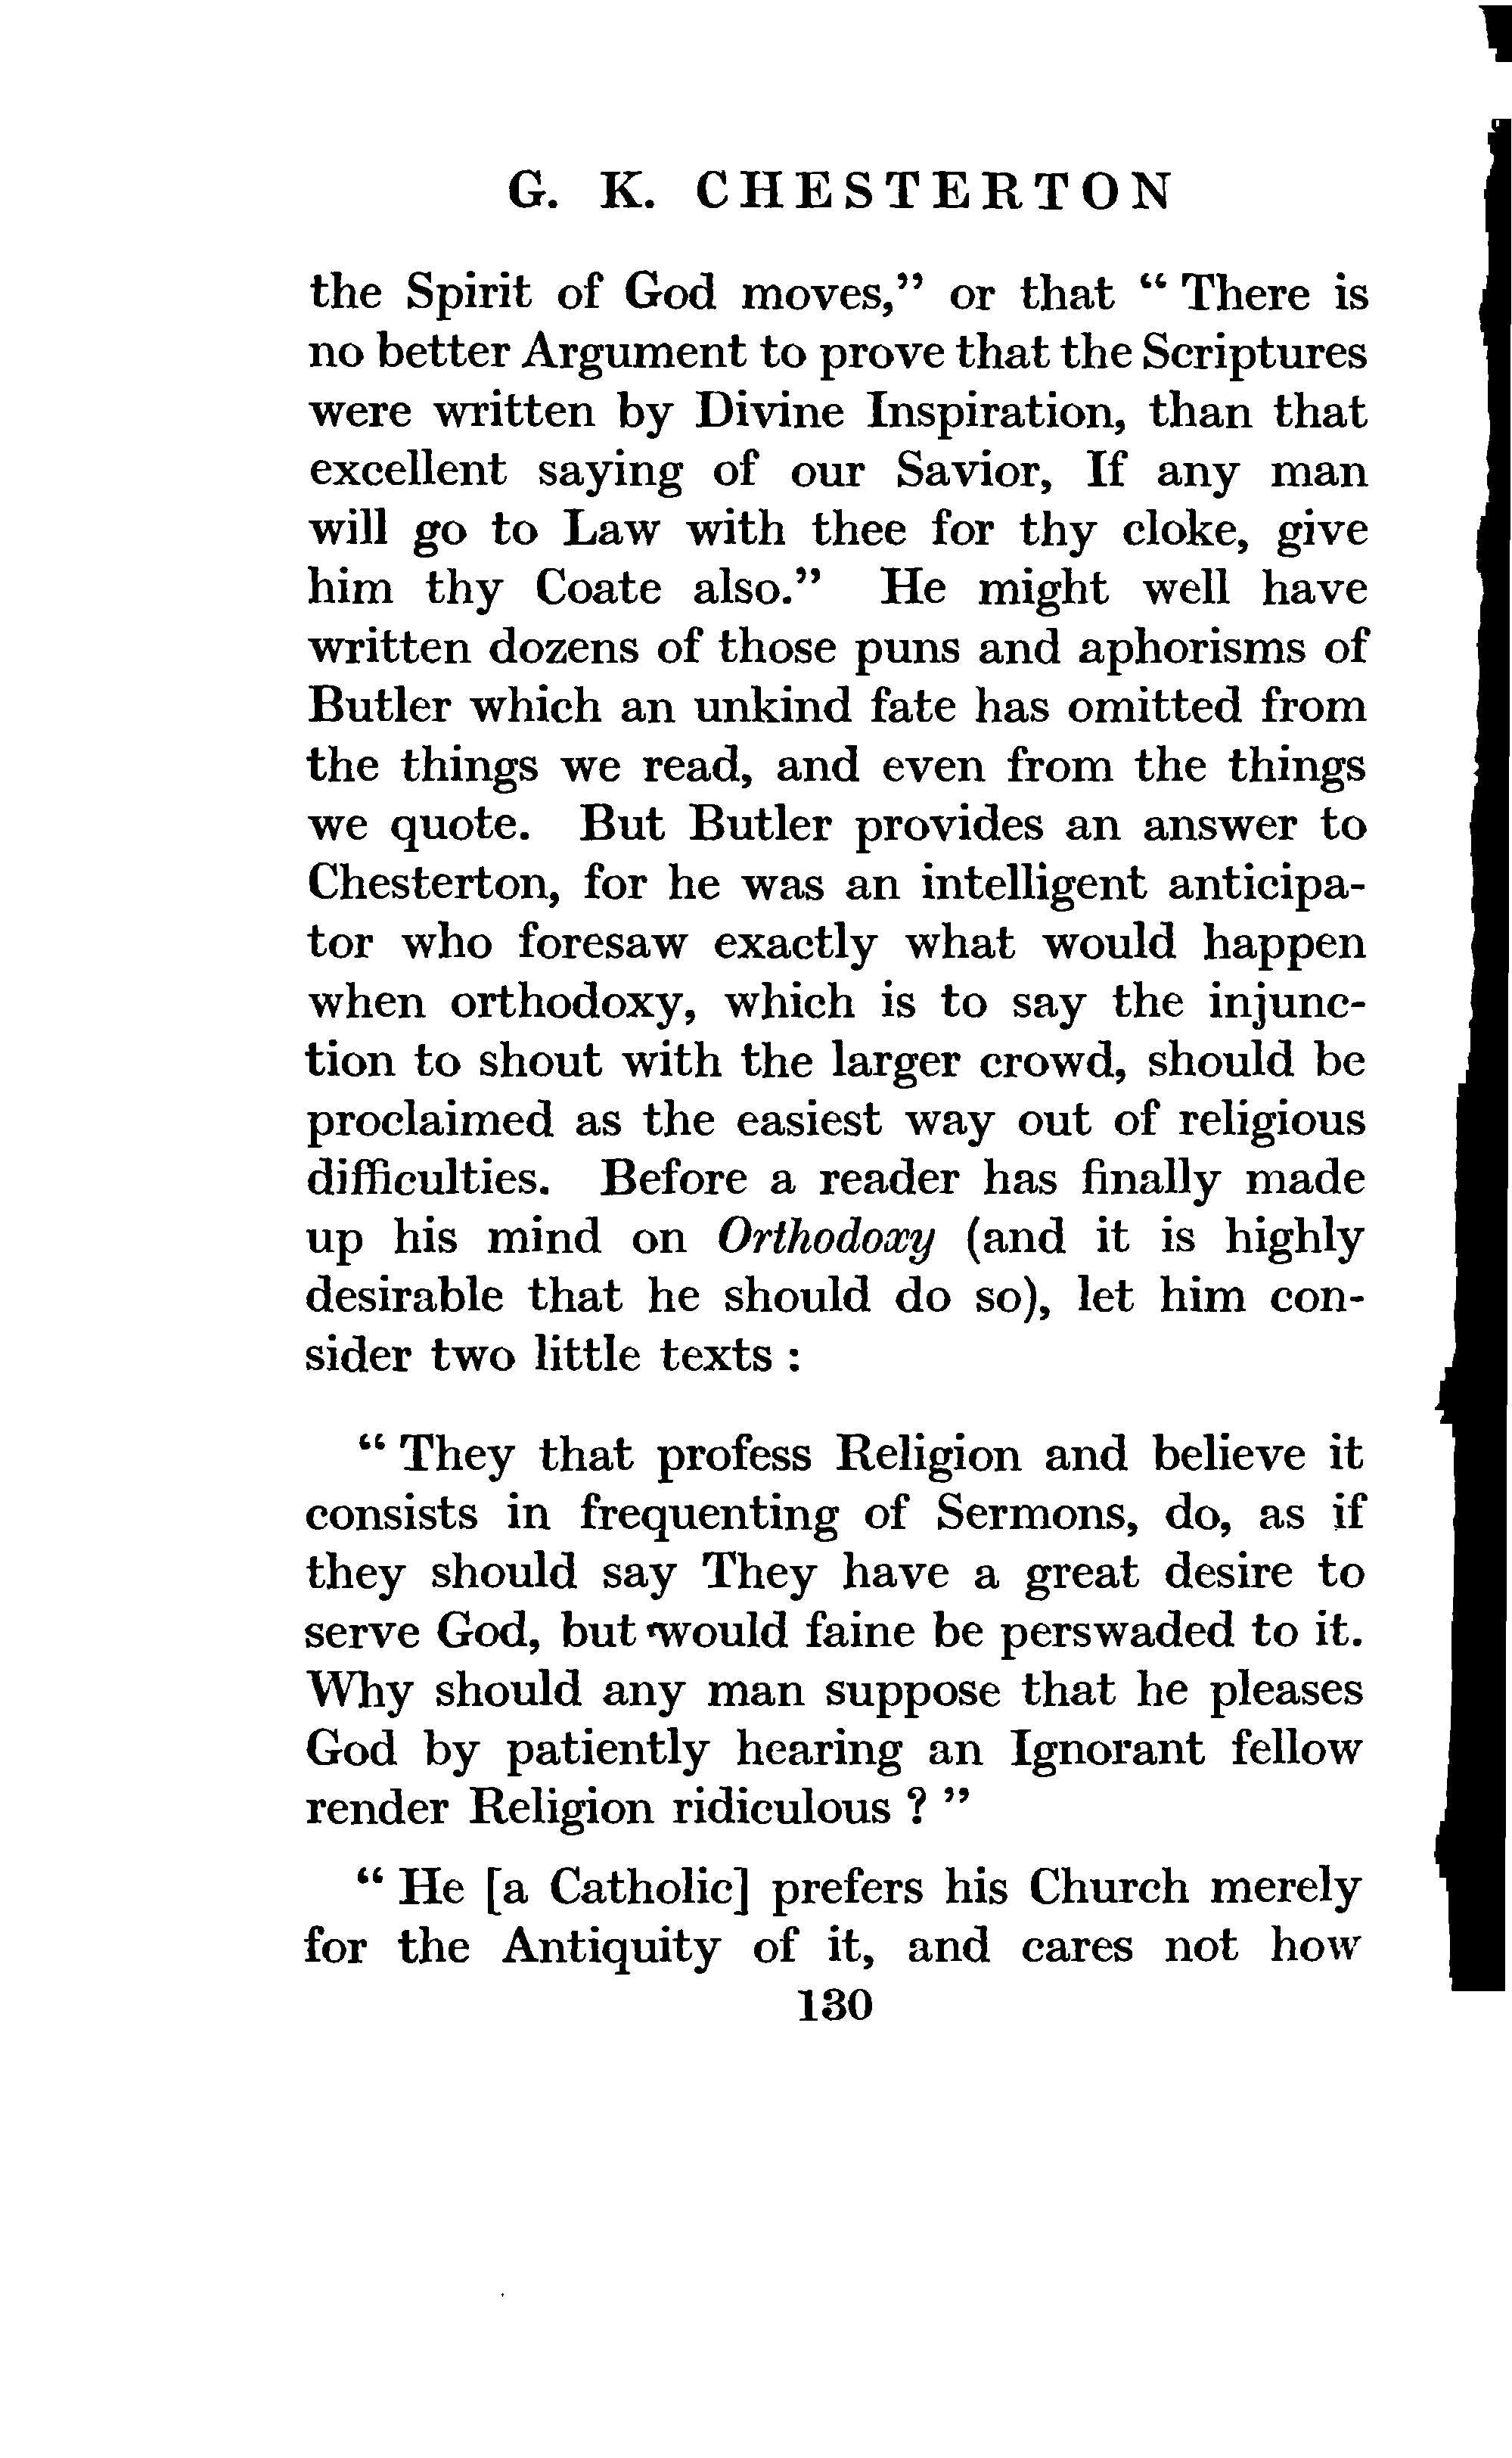 G. K. CHESTERTON
the Spirit of God moves,” or that “ There is
no better Argument to prove that the Scriptures
were written by Divine Inspiration, than that
excellent saying of our Savior, If any man
will go to Law with thee for thy cloke, give
him thy Coate also.” He might well have
written dozens of those puns and aphorisms of
Butler which an unkind fate has omitted from
the things we read, and even from the things
we quote. But Butler provides an answer to
Chesterton, for he was an intelligent anticipa-
tor who foresaw exactly what would happen
when orthodoxy, which is to say the injunc-
tion to shout with the larger crowd, should be
proclaimed as the easiest way out of religious
difficulties. Before a reader has finally made
up his mind on Orthodoxy (and it is highly
desirable that he should do so), let him con-
sider two little texts :
“ They that profess Religion and believe it
consists in frequenting of Sermons, do, as if
they should say They have a great desire to
serve God, but would faine be perswaded to it.
Why should any man suppose that he pleases
God by patiently hearing an Ignorant fellow
render Religion ridiculous ? ”
“ He [a Catholic] prefers his Church merely
for the Antiquity of it, and cares not how
130